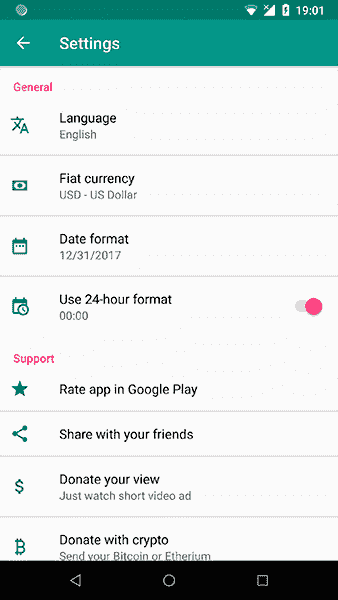 19:01
Settings
General
Language
English
Fiat currency
USD - US Dollar
Date format
12/31/2017
Use 24-hour format
00:00
Support
Rate app in Google Play
Share with your friends
Donate your view
Just watch short video ad
Donate with crypto
Send your Bitcoin or Etherium